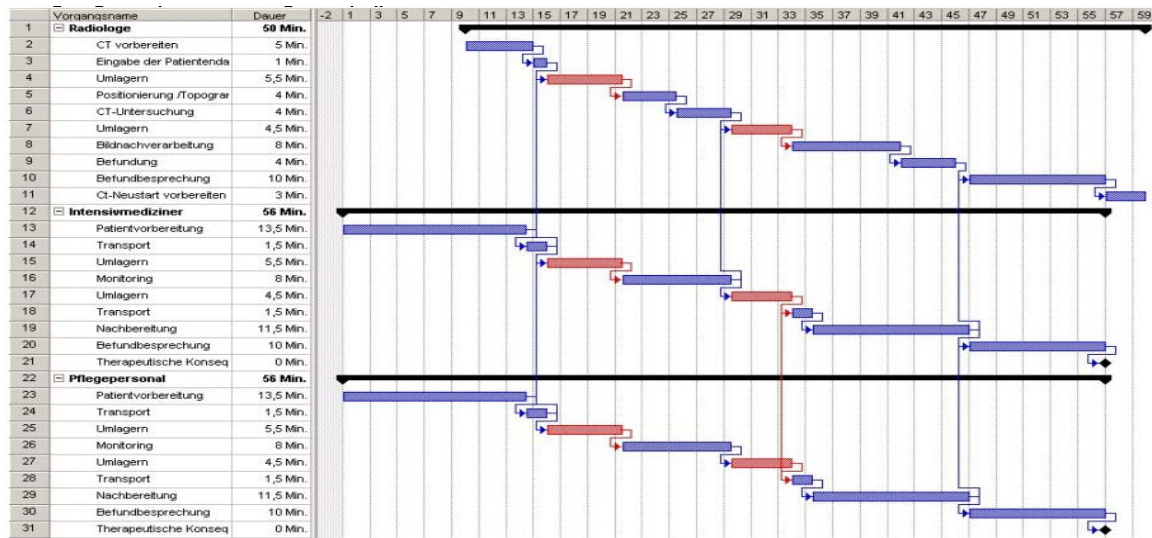 Vorgangsname Dauer -2 1 3 5 7 9 11 13 15 17 19 21 23 25 27 29 31 33 35 37 39 41 43 45 47 49 51 53 55 57 59
1 Radiologe 50 Min.
2 CT vorbereiten 5 Min.
3 Eingabe der Patientenda 1 Min.
4 Umlagern 5,5 Min.
5 Positionierung /Topograr 4 Min.
6 CT-Untersuchung 4 Min.
7 Umlagern 4,5 Min.
8 Bildnachverarbeitung 8 Min.
9 Befundung 4 Min.
10 Befundbesprechung 10 Min.
11 Ct-Neustart vorbereiten 3 Min.
12 Intensivmediziner 56 Min.
13 Patientvorbereitung 13,5 Min.
14 Transport 1,5 Min.
15 Umlagern 5,5 Min.
16 Monitoring 8 Min.
17 Umlagern 4,5 Min.
18 Transport 1,5 Min.
19 Nachbereitung 11,5 Min.
20 Befundbesprechung 10 Min.
21 Therapeutische Konseq 0 Min.
22 Pflegepersonal 56 Min.
23 Patientvorbereitung 13,5 Min.
24 Transport 1,5 Min.
25 Umlagern 5,5 Min.
26 Monitoring 8 Min.
27 Umlagern 4,5 Min.
28 Transport 1,5 Min.
29 Nachbereitung 11,5 Min.
30 Befundbesprechung 10 Min.
31 Therapeutische Konseq 0 Min.